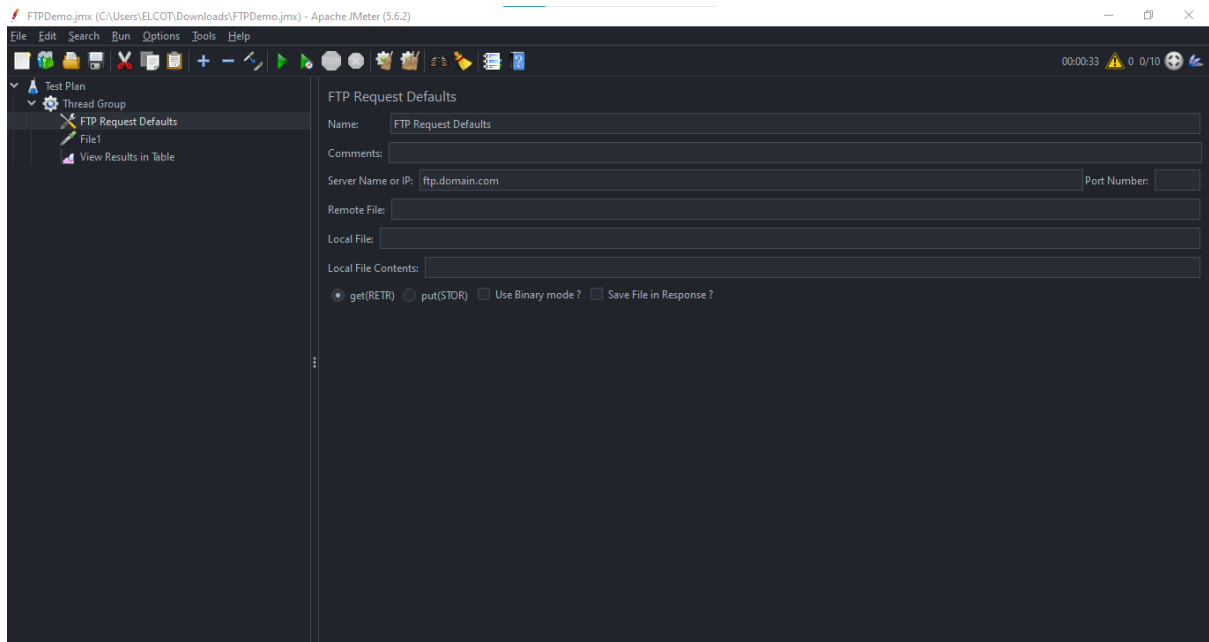 FTPDemo.jmx (C:\Users\ELCOT\Downloads\FTPDemo.jmx) - Apache JMeter (5.6.2)
File Edit Search Run Options Tools Help
00:00:33 0 0/10
Test Plan
Thread Group
FTP Request Defaults
File1
View Results in Table
FTP Request Defaults
Name: FTP Request Defaults
Comments:
Server Name or IP: ftp.domain.com Port Number:
Remote File:
Local File:
Local File Contents:
get(RETR) put(STOR) Use Binary mode ? Save File in Response ?